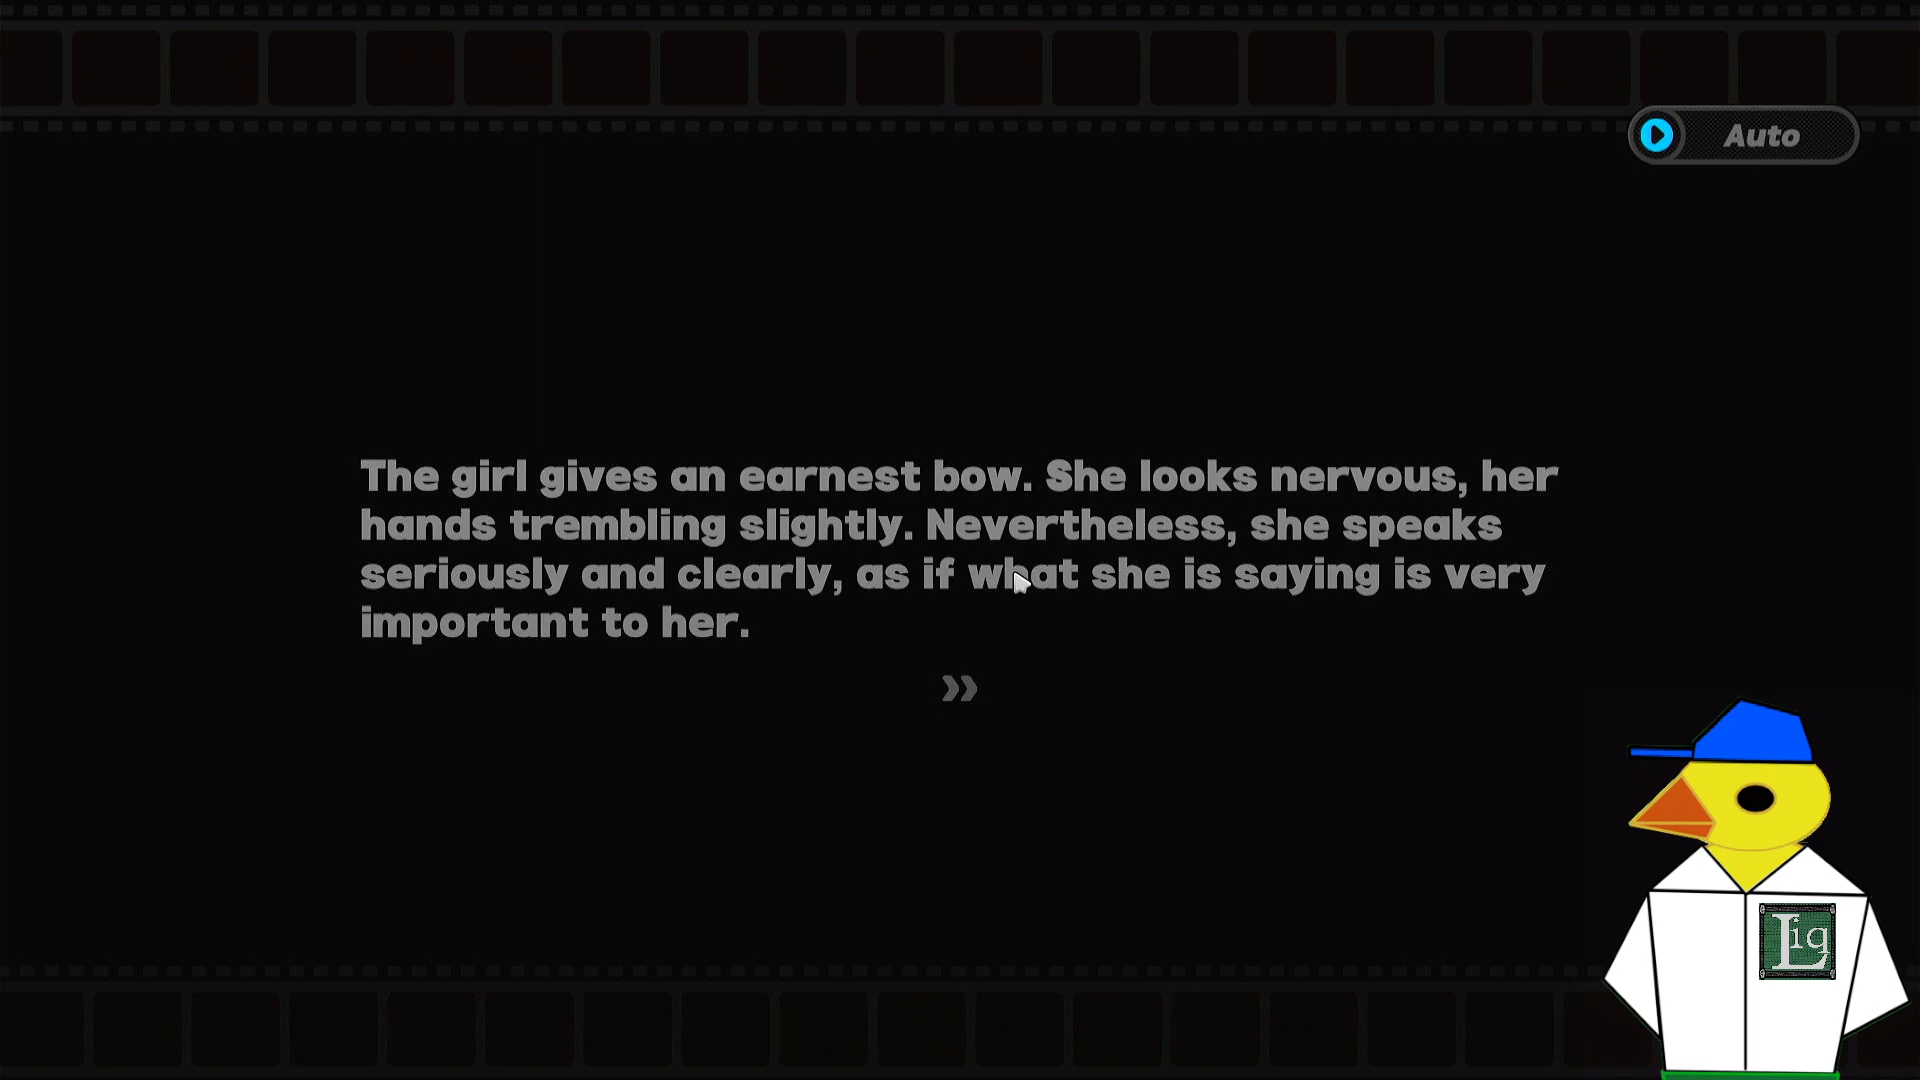 Auto
The girl gives an earnest bow. She looks nervous, her
hands trembling slightly. Nevertheless, she speaks
seriously and clearly, as if what she is saying is very
important to her.
»
Lig